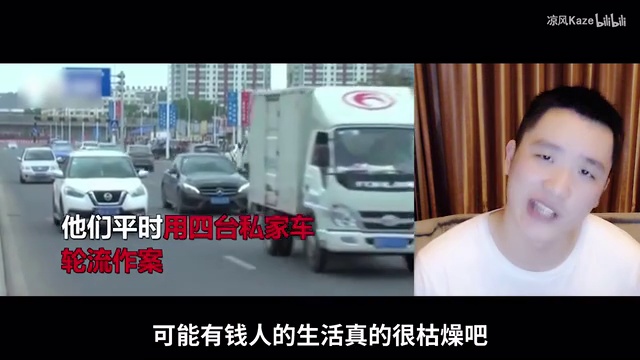 凉风Kaze bilibili
他们平时用四台私家车
轮流作案
可能有钱人的生活真的很枯燥吧